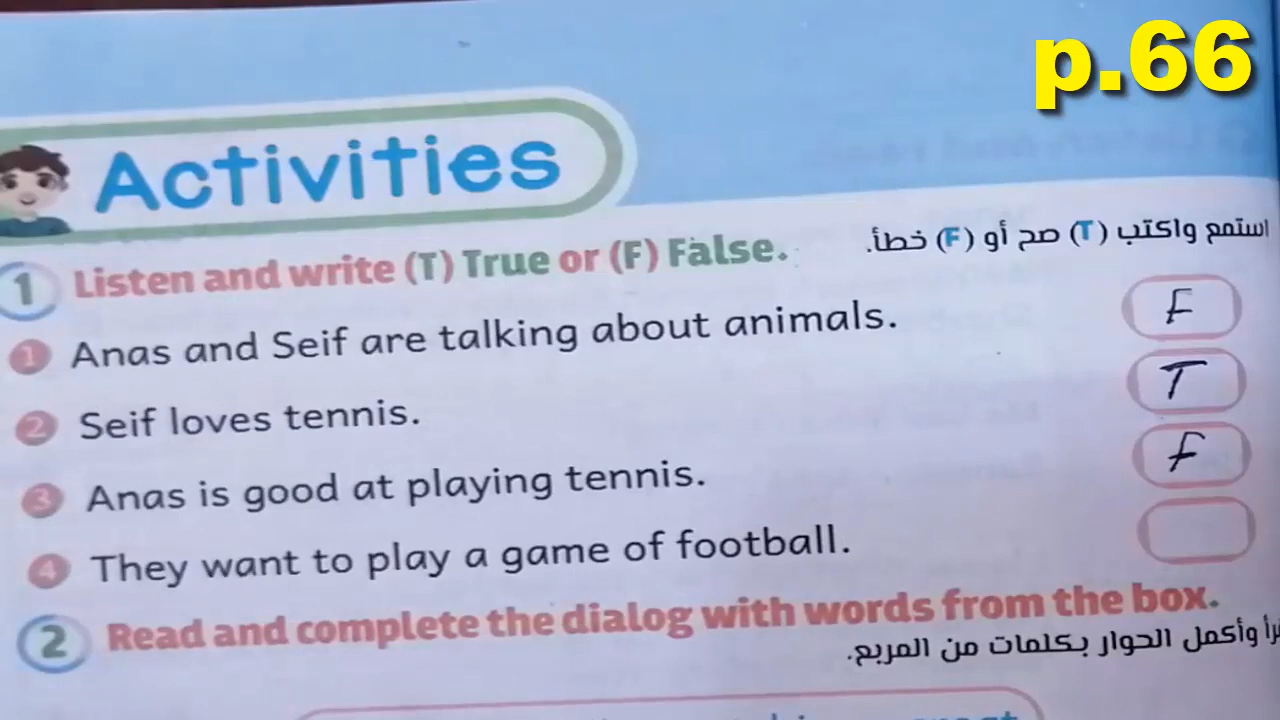 p.66
Activities
1 Listen and write (T) True or (F) False.
استمع واكتب (T) صح أو (F) خطأ.
1 Anas and Seif are talking about animals. F
2 Seif loves tennis. T
3 Anas is good at playing tennis. F
4 They want to play a game of football.
2 Read and complete the dialog with words from the box.
وأكمل الحوار بكلمات من المربع.